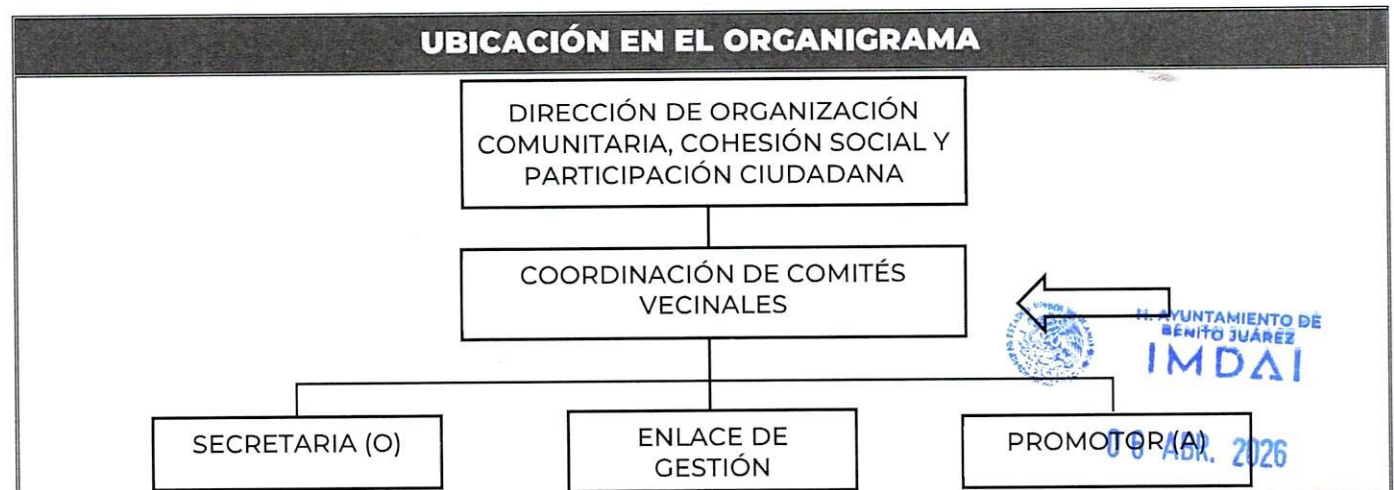 UBICACIÓN EN EL ORGANIGRAMA
DIRECCIÓN DE ORGANIZACIÓN
COMUNITARIA, COHESIÓN SOCIAL Y
PARTICIPACIÓN CIUDADANA
COORDINACIÓN DE COMITÉS
VECINALES
H. AYUNTAMIENTO DE
BENITO JUÁREZ
IMDAI
SECRETARIA (O)
ENLACE DE
GESTIÓN
PROMOTOR(A)
06 ABR. 2026